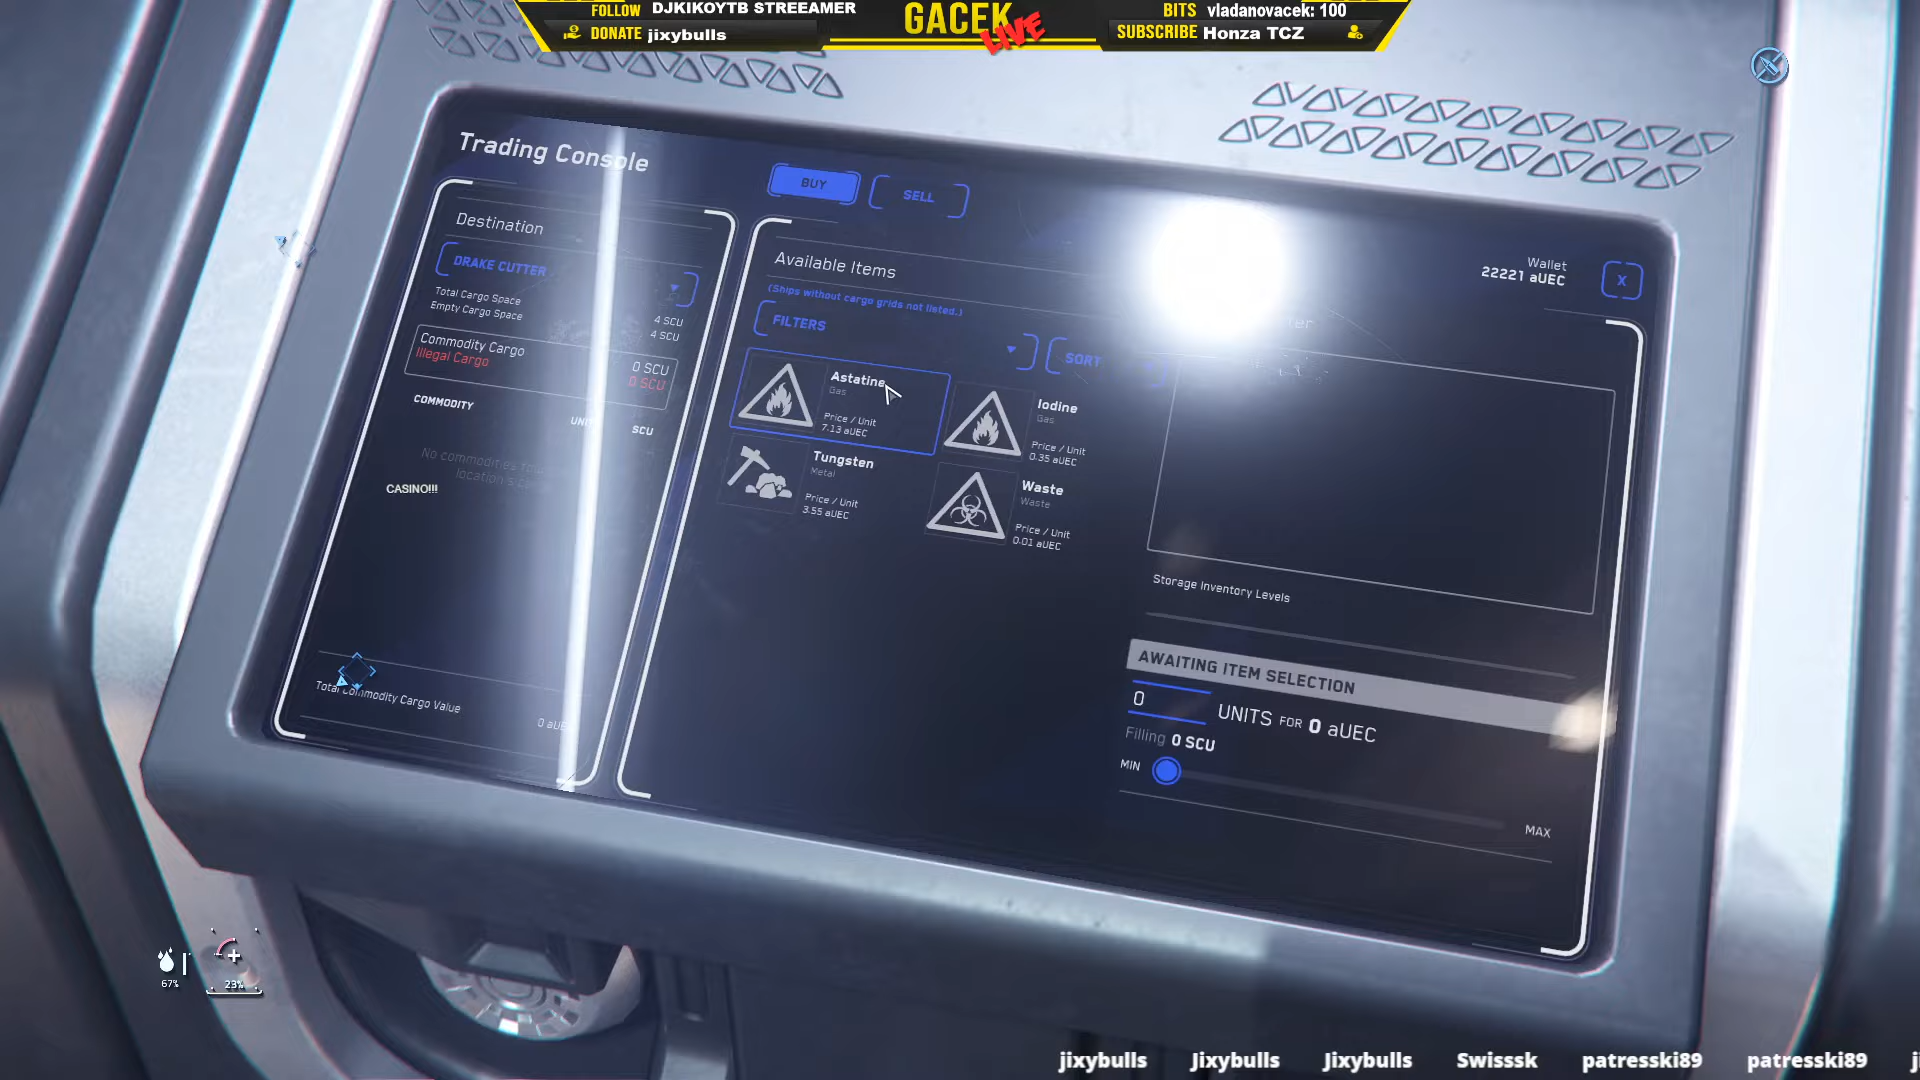 FOLLOW DJKIKOYTB STREEAMER
DONATE jixybulls
GACEK
LIVE
BITS vladanovacek: 100
SUBSCRIBE Honza TCZ
Trading Console
BUY
SELL
Destination
DRAKE CUTTER
Total Cargo Space 4 SCU
Empty Cargo Space 4 SCU
Commodity Cargo 0 SCU
Illegal Cargo 0 SCU
COMMODITY
SCU
No commodities
location's
CASINO!!!
Total Commodity Cargo Value
Available Items
(Ships without cargo grids not listed.)
FILTERS
SORT
Astatine
Gas
Price / Unit
7.13 aUEC
Iodine
Gas
Price / Unit
0.35 aUEC
Tungsten
Metal
Price / Unit
3.55 aUEC
Waste
Waste
Price / Unit
0.01 aUEC
Wallet
22221 aUEC
X
Storage Inventory Levels
AWAITING ITEM SELECTION
0 UNITS FOR 0 aUEC
Filling 0 SCU
MIN
MAX
67%
23%
jixybulls Jixybulls Jixybulls Swisssk patresski89 patresski89